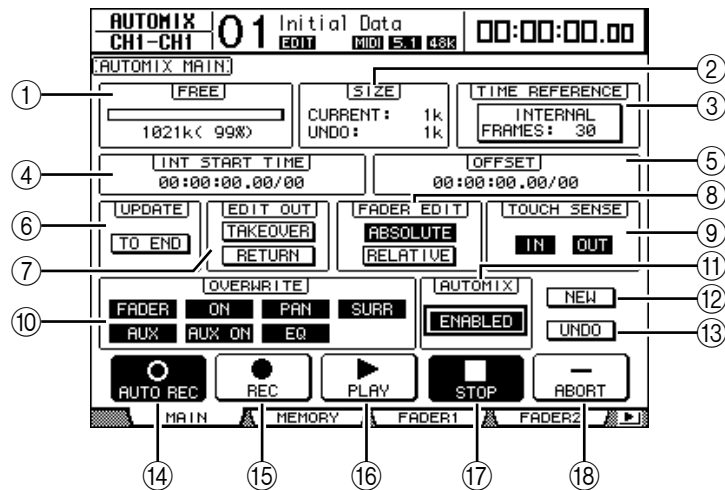 AUTOMIX
CH1-CH1
01
Initial Data
EDIT MIDI 5.1 48k
00:00:00.00
AUTOMIX MAIN
① FREE
1021k( 99%)
② SIZE
CURRENT: 1k
UNDO: 1k
③ TIME REFERENCE
INTERNAL
FRAMES: 30
④ INT START TIME
00:00:00.00/00
⑤ OFFSET
00:00:00.00/00
⑥ UPDATE
TO END
⑦ EDIT OUT
TAKEOVER
RETURN
⑧ FADER EDIT
ABSOLUTE
RELATIVE
⑨ TOUCH SENSE
IN OUT
⑩ OVERWRITE
FADER ON PAN SURR
AUX AUX ON EQ
⑪ AUTOMIX
ENABLED
NEW ⑫
UNDO ⑬
AUTO REC REC PLAY STOP ABORT
MAIN MEMORY FADER1 FADER2
⑭ ⑮ ⑯ ⑰ ⑱